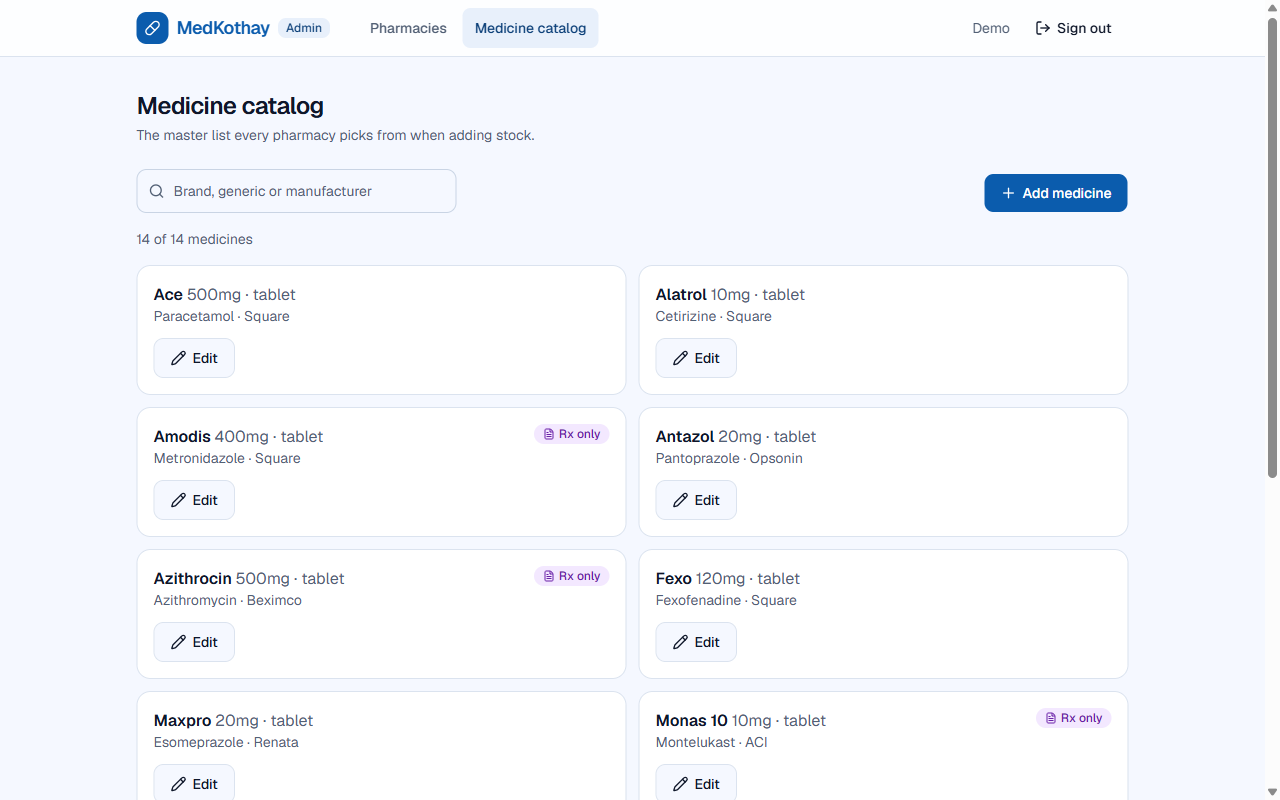 MedKothay Admin Pharmacies Medicine catalog Demo Sign out
Medicine catalog
The master list every pharmacy picks from when adding stock.
Brand, generic or manufacturer
Add medicine
14 of 14 medicines
Ace 500mg · tablet
Paracetamol · Square
Edit
Alatrol 10mg · tablet
Cetirizine · Square
Edit
Amodis 400mg · tablet
Rx only
Metronidazole · Square
Edit
Antazol 20mg · tablet
Pantoprazole · Opsonin
Edit
Azithrocin 500mg · tablet
Rx only
Azithromycin · Beximco
Edit
Fexo 120mg · tablet
Fexofenadine · Square
Edit
Maxpro 20mg · tablet
Esomeprazole · Renata
Edit
Monas 10 10mg · tablet
Rx only
Montelukast · ACI
Edit